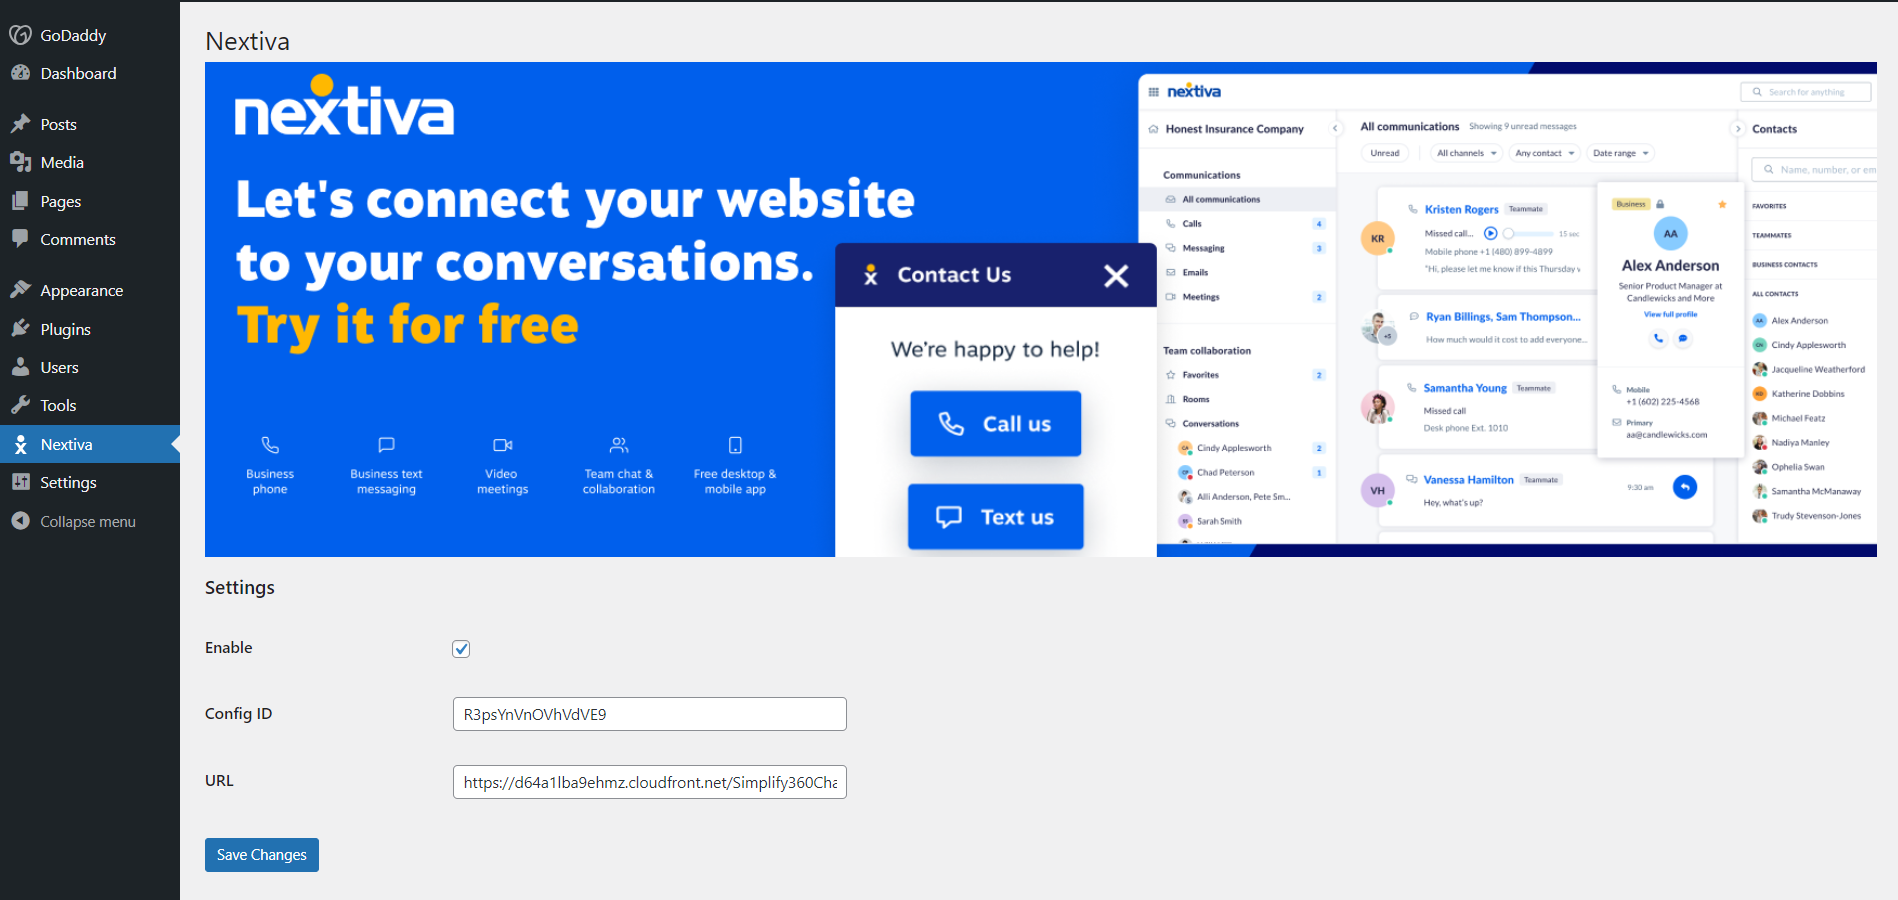 GoDaddy
Dashboard
Posts
Media
Pages
Comments
Appearance
Plugins
Users
Tools
Nextiva
Settings
Collapse menu
Nextiva
nextiva
Let's connect your website
to your conversations.
Try it for free
Business
phone
Business text
messaging
Video
meetings
Team chat &
collaboration
Free desktop &
mobile app
Contact Us
We're happy to help!
Call us
Text us
nextiva
Search for anything
Honest Insurance Company
Communications
All communications
Calls 4
Messaging 3
Emails
Meetings 2
Team collaboration
Favorites 2
Rooms
Conversations
CA Cindy Applesworth 2
CP Chad Peterson 1
Alli Anderson, Pete Sm...
SF Sarah Smith
All communications Showing 9 unread messages
Unread All channels Any contact Date range
KR
Kristen Rogers Teammate
Missed call... 15 sec
Mobile phone +1 (480) 899-4899
"Hi, please let me know if this Thursday
+5
Ryan Billings, Sam Thompson...
How much would it cost to add everyone...
Samantha Young Teammate
Missed call
Desk phone Ext. 1010
VH
Vanessa Hamilton Teammate
9:30 am
Hey, what's up?
Business
AA
Alex Anderson
Senior Product Manager at
Candlewicks and More
View full profile
Mobile
+1 (602) 225-4568
Primary
aa@candlewicks.com
Contacts
Name, number, or em
FAVORITES
TEAMMATES
BUSINESS CONTACTS
ALL CONTACTS
AA Alex Anderson
Cindy Applesworth
Jacqueline Weatherford
KD Katherine Dobbins
Michael Featz
Nadiya Manley
Ophelia Swan
Samantha McManaway
Trudy Stevenson-Jones
Settings
Enable
Config ID
R3psYnVnOVhVdVE9
URL
https://d64a1lba9ehmz.cloudfront.net/Simplify360Cha
Save Changes